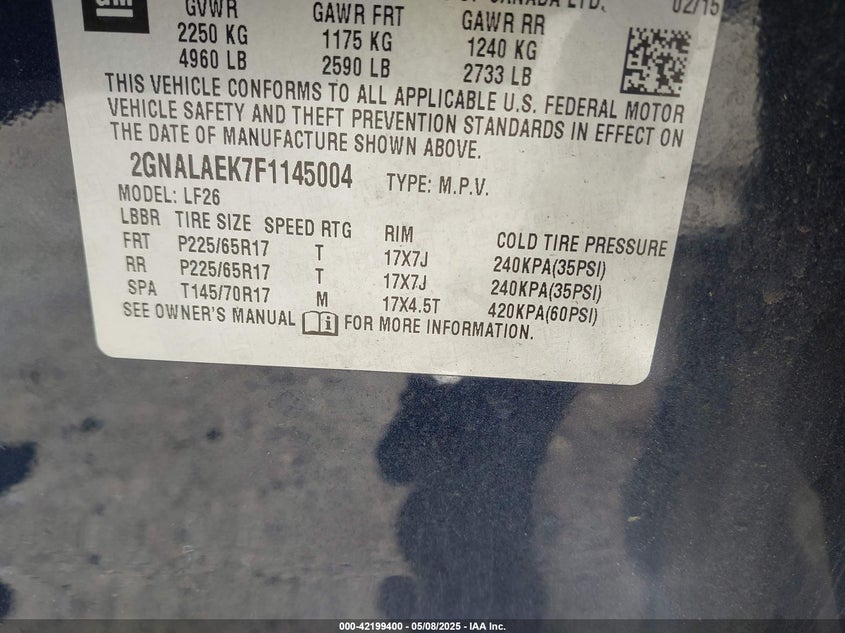 GM
OF CANADA LTD. 02/15
GVWR GAWR FRT GAWR RR
2250 KG 1175 KG 1240 KG
4960 LB 2590 LB 2733 LB
THIS VEHICLE CONFORMS TO ALL APPLICABLE U.S. FEDERAL MOTOR
VEHICLE SAFETY AND THEFT PREVENTION STANDARDS IN EFFECT ON
THE DATE OF MANUFACTURE SHOWN ABOVE.
2GNALAEK7F1145004 TYPE: M.P.V.
MODEL: LF26
LBBR TIRE SIZE SPEED RTG RIM COLD TIRE PRESSURE
FRT P225/65R17 T 17X7J 240KPA(35PSI)
RR P225/65R17 T 17X7J 240KPA(35PSI)
SPA T145/70R17 M 17X4.5T 420KPA(60PSI)
SEE OWNER'S MANUAL FOR MORE INFORMATION.
000-42199400 - 05/08/2025 - IAA Inc.